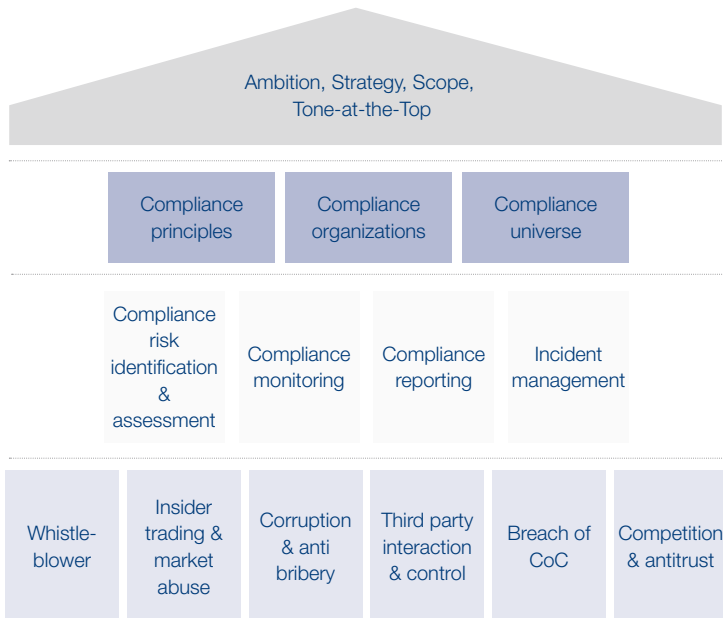 Ambition, Strategy, Scope,
Tone-at-the-Top
Compliance
principles
Compliance
organizations
Compliance
universe
Compliance
risk
identification
&
assessment
Compliance
monitoring
Compliance
reporting
Incident
management
Whistle-
blower
Insider
trading &
market
abuse
Corruption
& anti
bribery
Third party
interaction
& control
Breach of
CoC
Competition
& antitrust